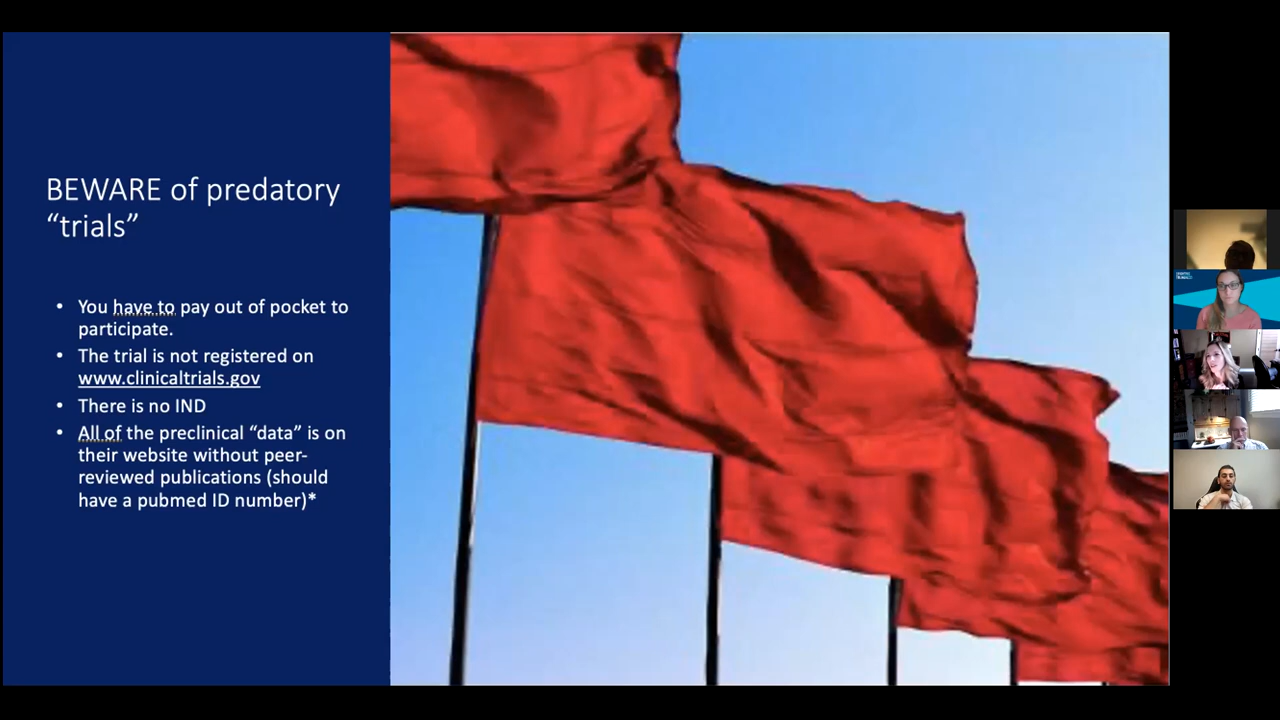 BEWARE of predatory
“trials”
• You have to pay out of pocket to
participate.
• The trial is not registered on
www.clinicaltrials.gov
• There is no IND
• All of the preclinical “data” is on
their website without peer-
reviewed publications (should
have a pubmed ID number)*